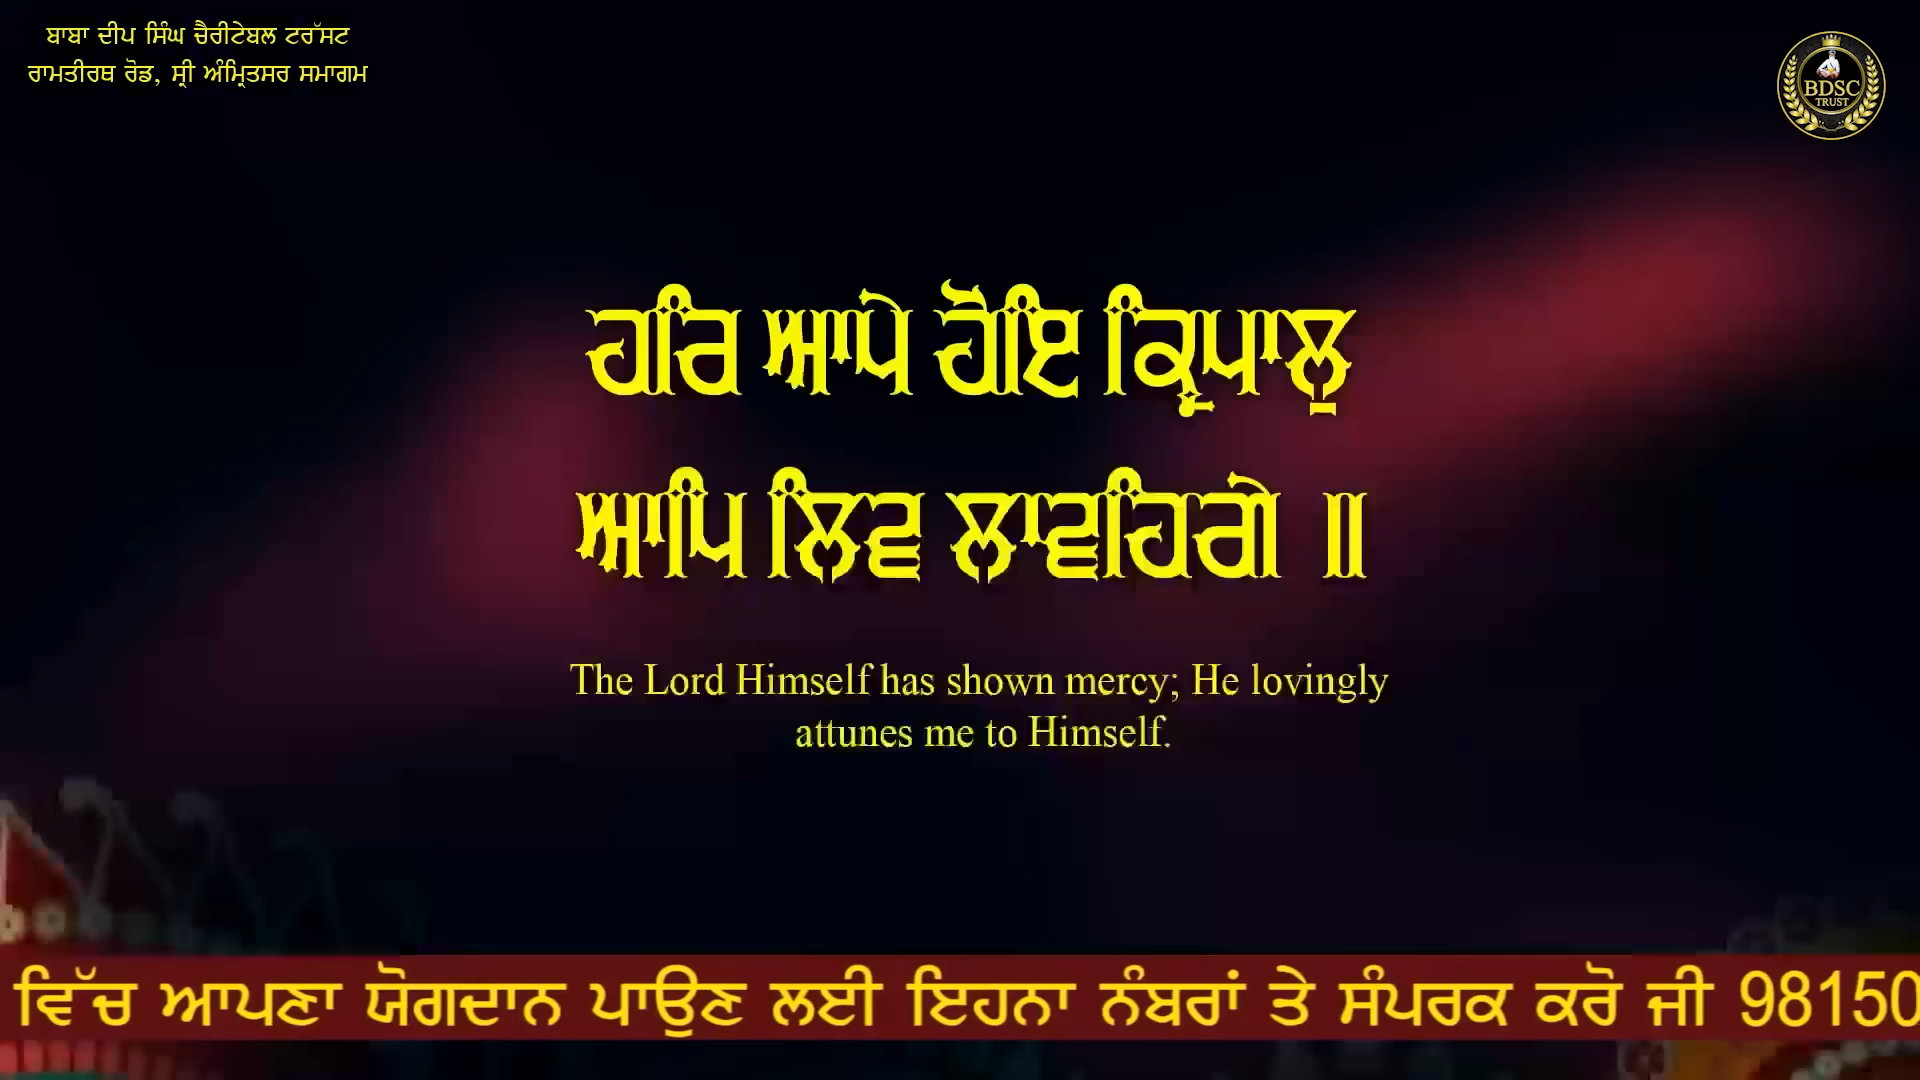 ਬਾਬਾ ਦੀਪ ਸਿੰਘ ਚੈਰੀਟੇਬਲ ਟਰੱਸਟ
ਰਾਮਤੀਰਥ ਰੋਡ, ਸ੍ਰੀ ਅੰਮ੍ਰਿਤਸਰ ਸਮਾਗਮ
BDSC
TRUST
ਹਰਿ ਆਪੇ ਹੋਇ ਕ੍ਰਿਪਾਲੁ
ਆਪਿ ਲਿਵ ਲਾਵਹਿਗੇ ॥
The Lord Himself has shown mercy; He lovingly
attunes me to Himself.
ਵਿੱਚ ਆਪਣਾ ਯੋਗਦਾਨ ਪਾਉਣ ਲਈ ਇਹਨਾ ਨੰਬਰਾਂ ਤੇ ਸੰਪਰਕ ਕਰੋ ਜੀ 98150